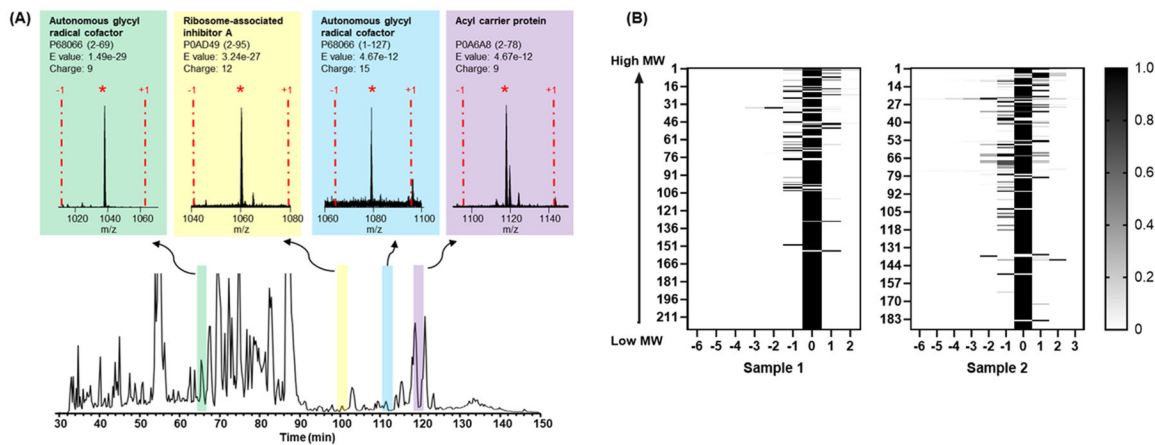 (A)
Autonomous glycyl
radical cofactor
P68066 (2-69)
E value: 1.49e-29
Charge: 9
-1 * +1
1020 1040 1060
m/z
Ribosome-associated
inhibitor A
P0AD49 (2-95)
E value: 3.24e-27
Charge: 12
-1 * +1
1040 1060 1080
m/z
Autonomous glycyl
radical cofactor
P68066 (1-127)
E value: 4.67e-12
Charge: 15
-1 * +1
1060 1080 1100
m/z
Acyl carrier protein
P0A6A8 (2-78)
E value: 4.67e-12
Charge: 9
-1 * +1
1100 1120 1140
m/z
30 40 50 60 70 80 90 100 110 120 130 140 150
Time (min)
(B)
High MW
Low MW
1
16
31
46
61
76
91
106
121
136
151
166
181
196
211
-6 -5 -4 -3 -2 -1 0 1 2
Sample 1
1
14
27
40
53
66
79
92
105
118
131
144
157
170
183
-6 -5 -4 -3 -2 -1 0 1 2 3
Sample 2
1.0
0.8
0.6
0.4
0.2
0